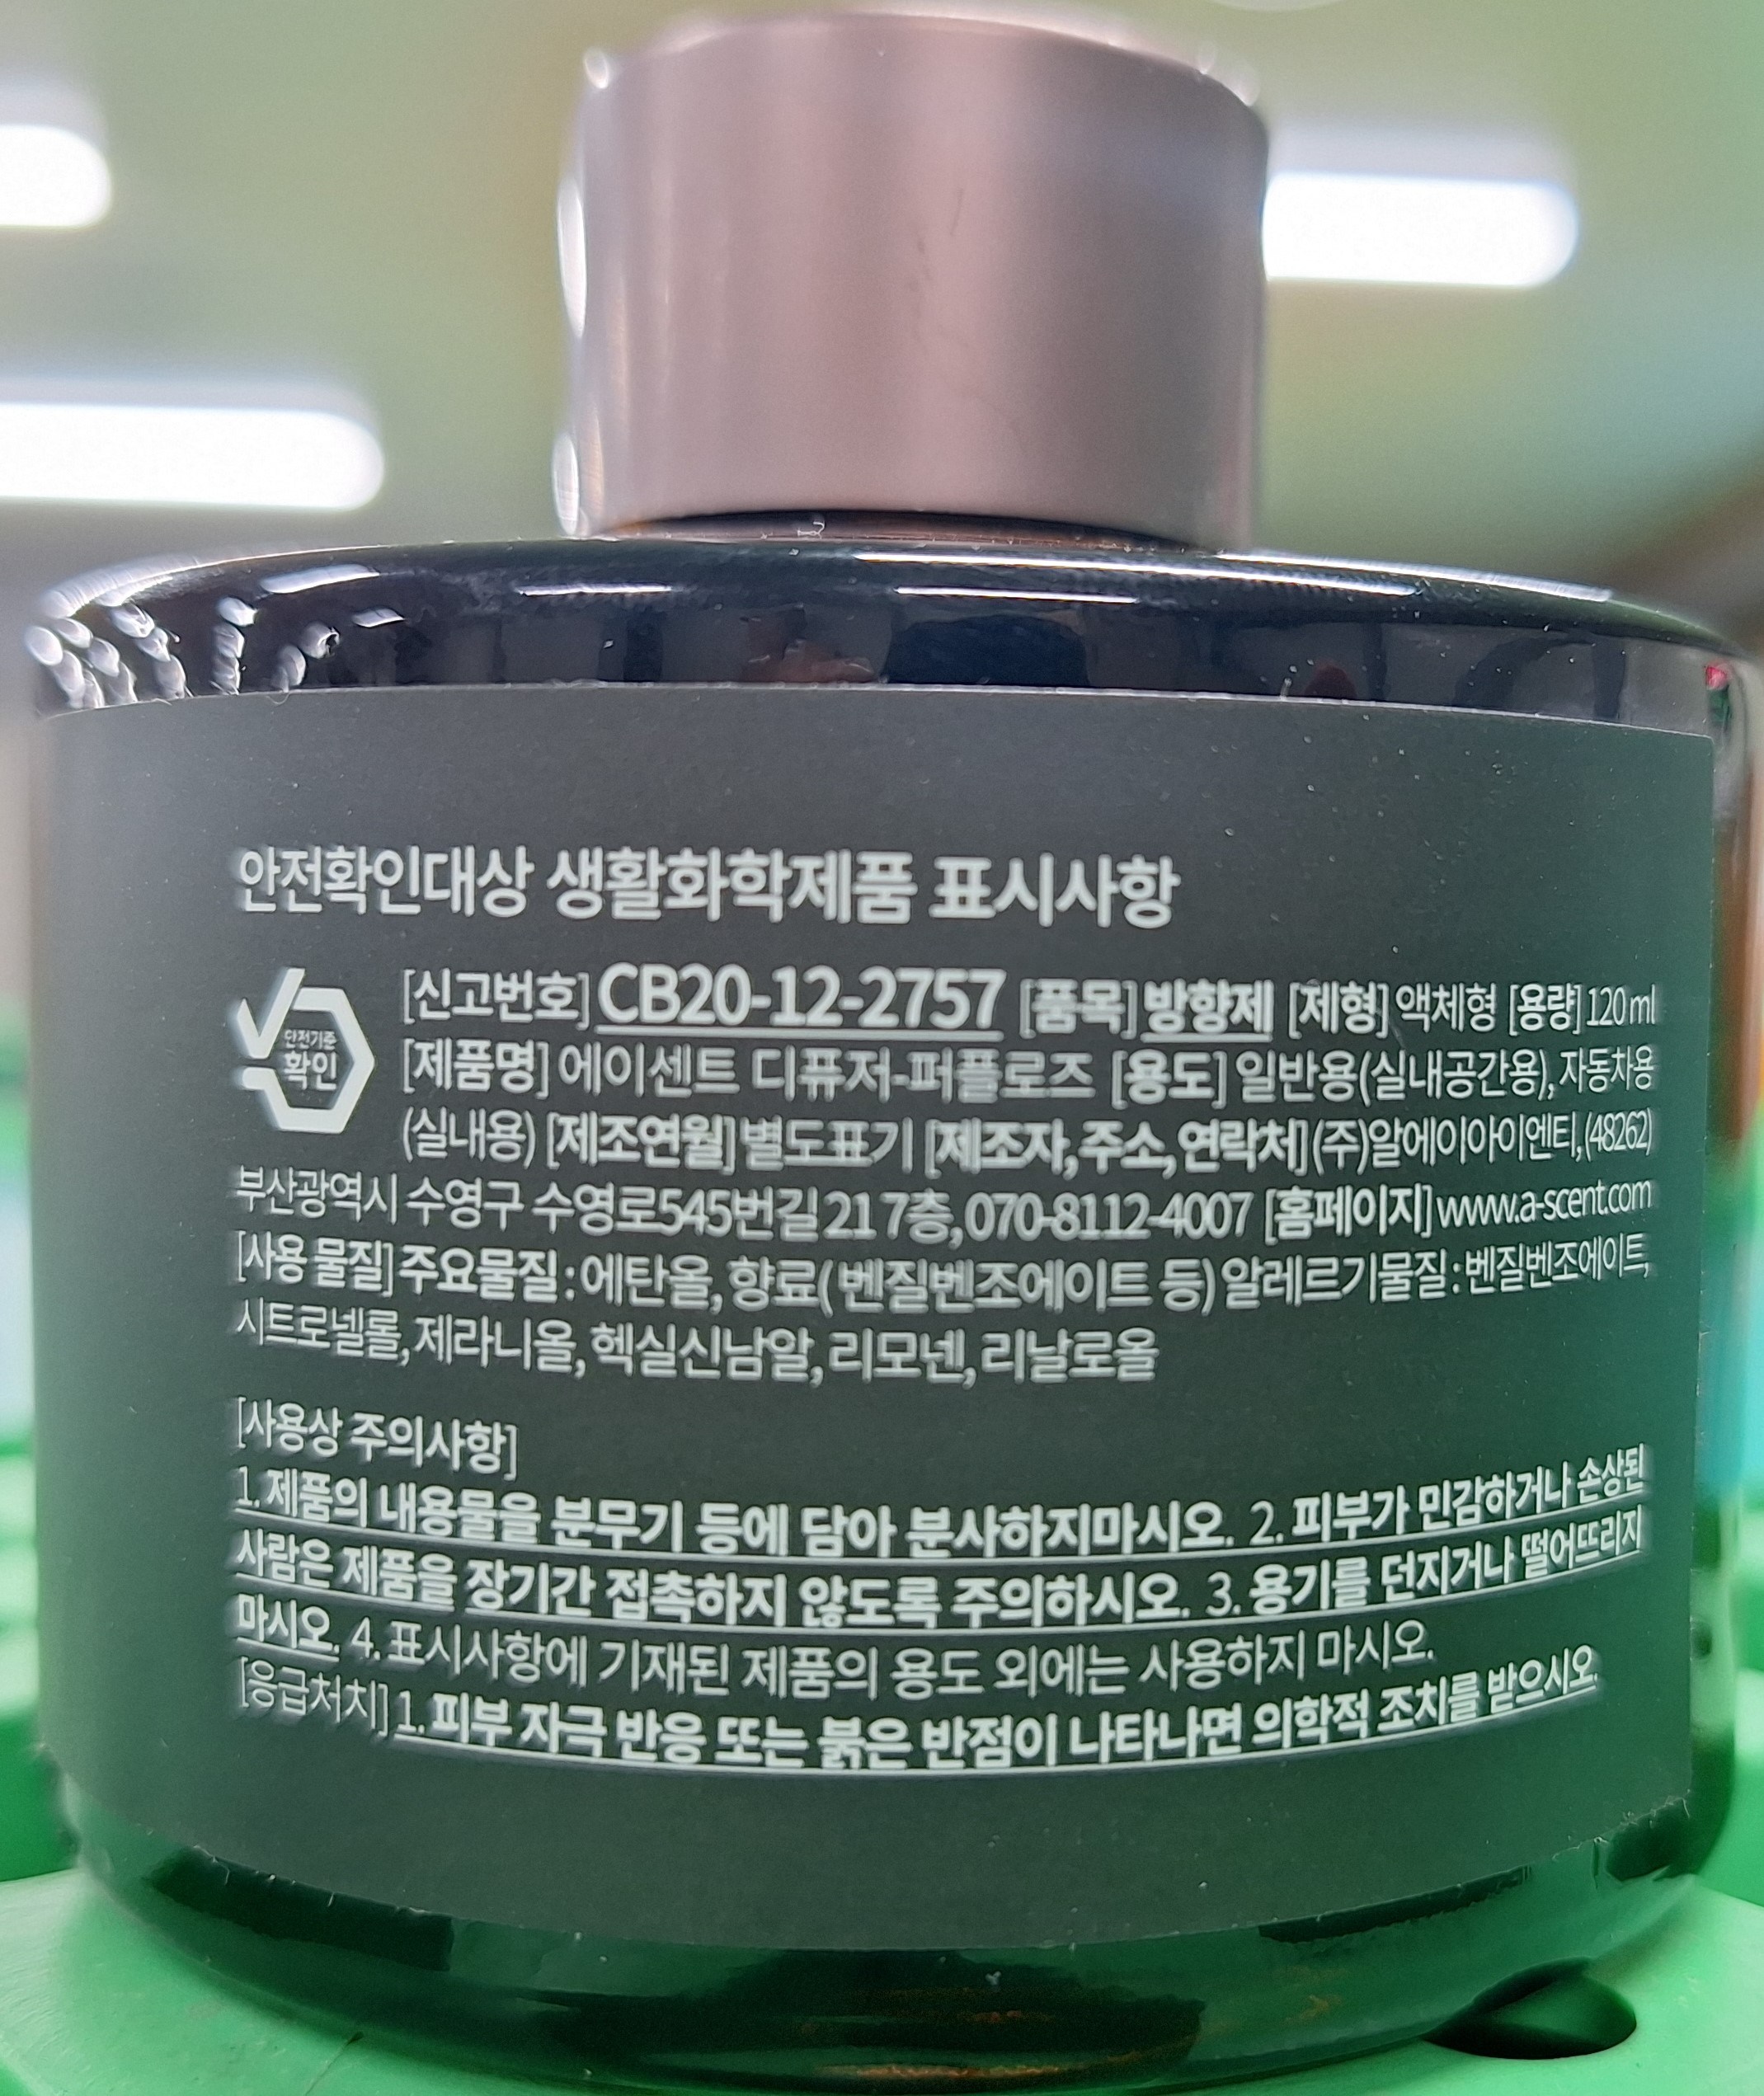 안전확인대상 생활화학제품 표시사항
안전기준
확인
[신고번호] CB20-12-2757 [품목] 방향제 [제형] 액체형 [용량] 120 ml
[제품명] 에이센트 디퓨저-퍼플로즈 [용도] 일반용(실내공간용), 자동차용
(실내용) [제조연월] 별도표기 [제조자, 주소, 연락처] (주)알에이아이엔티, (48262)
부산광역시 수영구 수영로545번길 21 7층, 070-8112-4007 [홈페이지] www.a-scent.com
[사용 물질] 주요물질 : 에탄올, 향료( 벤질벤조에이트 등) 알레르기물질 : 벤질벤조에이트,
시트로넬롤, 제라니올, 헥실신남알, 리모넨, 리날로올
[사용상 주의사항]
1. 제품의 내용물을 분무기 등에 담아 분사하지마시오. 2. 피부가 민감하거나 손상된
사람은 제품을 장기간 접촉하지 않도록 주의하시오. 3. 용기를 던지거나 떨어뜨리지
마시오. 4. 표시사항에 기재된 제품의 용도 외에는 사용하지 마시오.
[응급처치] 1. 피부 자극 반응 또는 붉은 반점이 나타나면 의학적 조치를 받으시오.